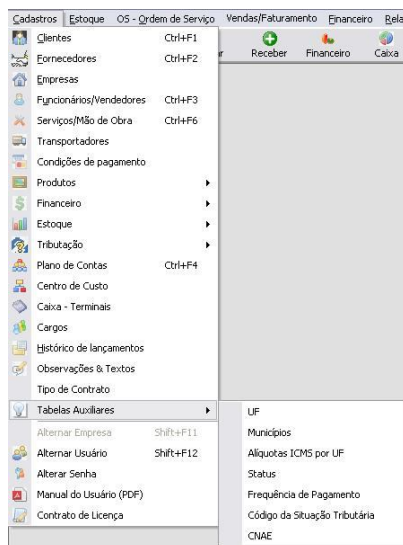 Cadastros Estoque OS - Ordem de Serviço Vendas/Faturamento Financeiro
Receber Financeiro Caixa
Clientes Ctrl+F1
Fornecedores Ctrl+F2
Empresas
Funcionários/Vendedores Ctrl+F3
Serviços/Mão de Obra Ctrl+F6
Transportadores
Condições de pagamento
Produtos
Financeiro
Estoque
Tributação
Plano de Contas Ctrl+F4
Centro de Custo
Caixa - Terminais
Cargos
Histórico de lançamentos
Observações & Textos
Tipo de Contrato
Tabelas Auxiliares
UF
Municípios
Alíquotas ICMS por UF
Status
Frequência de Pagamento
Código da Situação Tributária
CNAE
Alternar Empresa Shift+F11
Alternar Usuário Shift+F12
Alterar Senha
Manual do Usuário (PDF)
Contrato de Licença